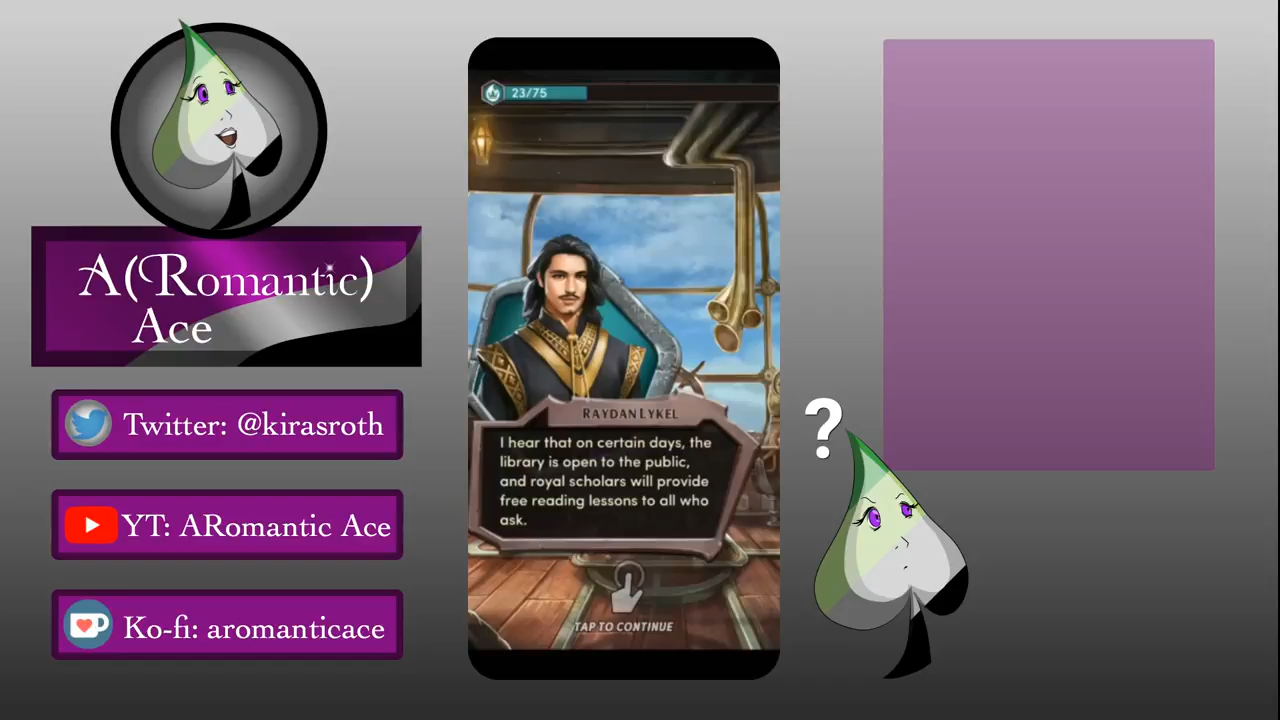 A(Romantic)
Ace
Twitter: @kirasroth
YT: ARomantic Ace
Ko-fi: aromanticace
23/75
RAYDAN LYKEL
I hear that on certain days, the
library is open to the public,
and royal scholars will provide
free reading lessons to all who
ask.
TAP TO CONTINUE
?